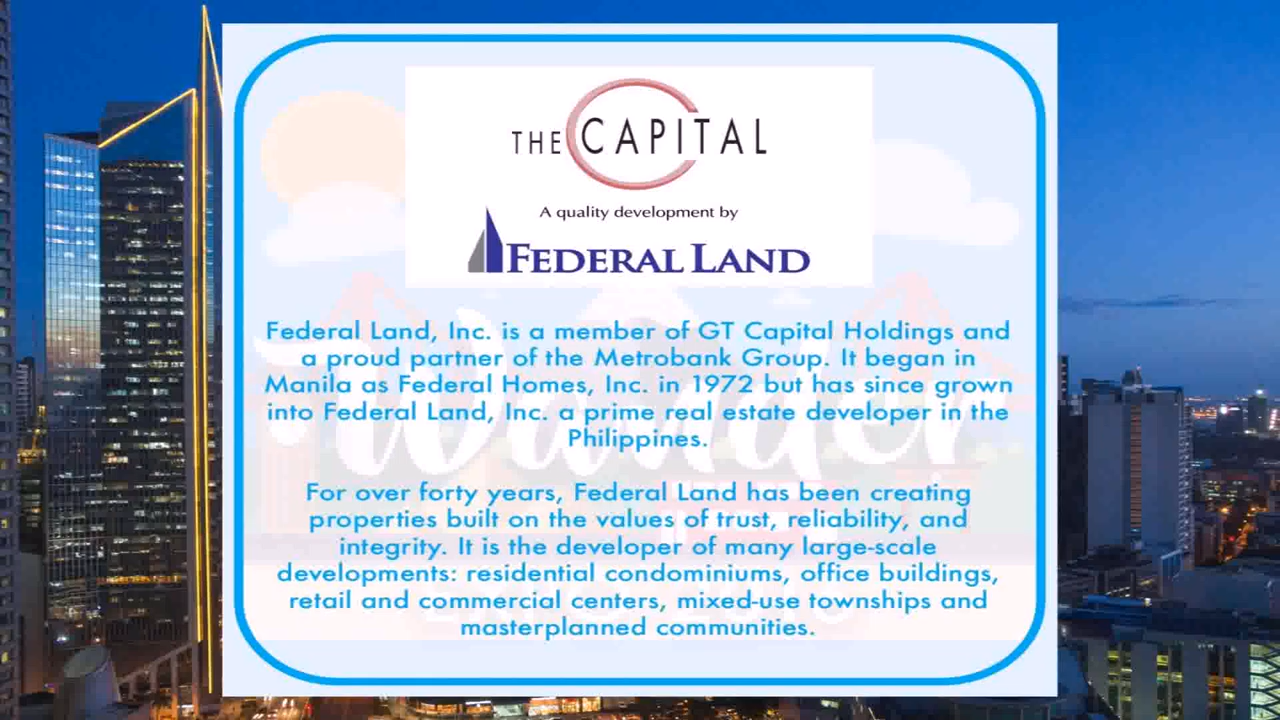 THE CAPITAL
A quality development by
FEDERAL LAND
Federal Land, Inc. is a member of GT Capital Holdings and
a proud partner of the Metrobank Group. It began in
Manila as Federal Homes, Inc. in 1972 but has since grown
into Federal Land, Inc. a prime real estate developer in the
Philippines.
For over forty years, Federal Land has been creating
properties built on the values of trust, reliability, and
integrity. It is the developer of many large-scale
developments: residential condominiums, office buildings,
retail and commercial centers, mixed-use townships and
masterplanned communities.
Wander